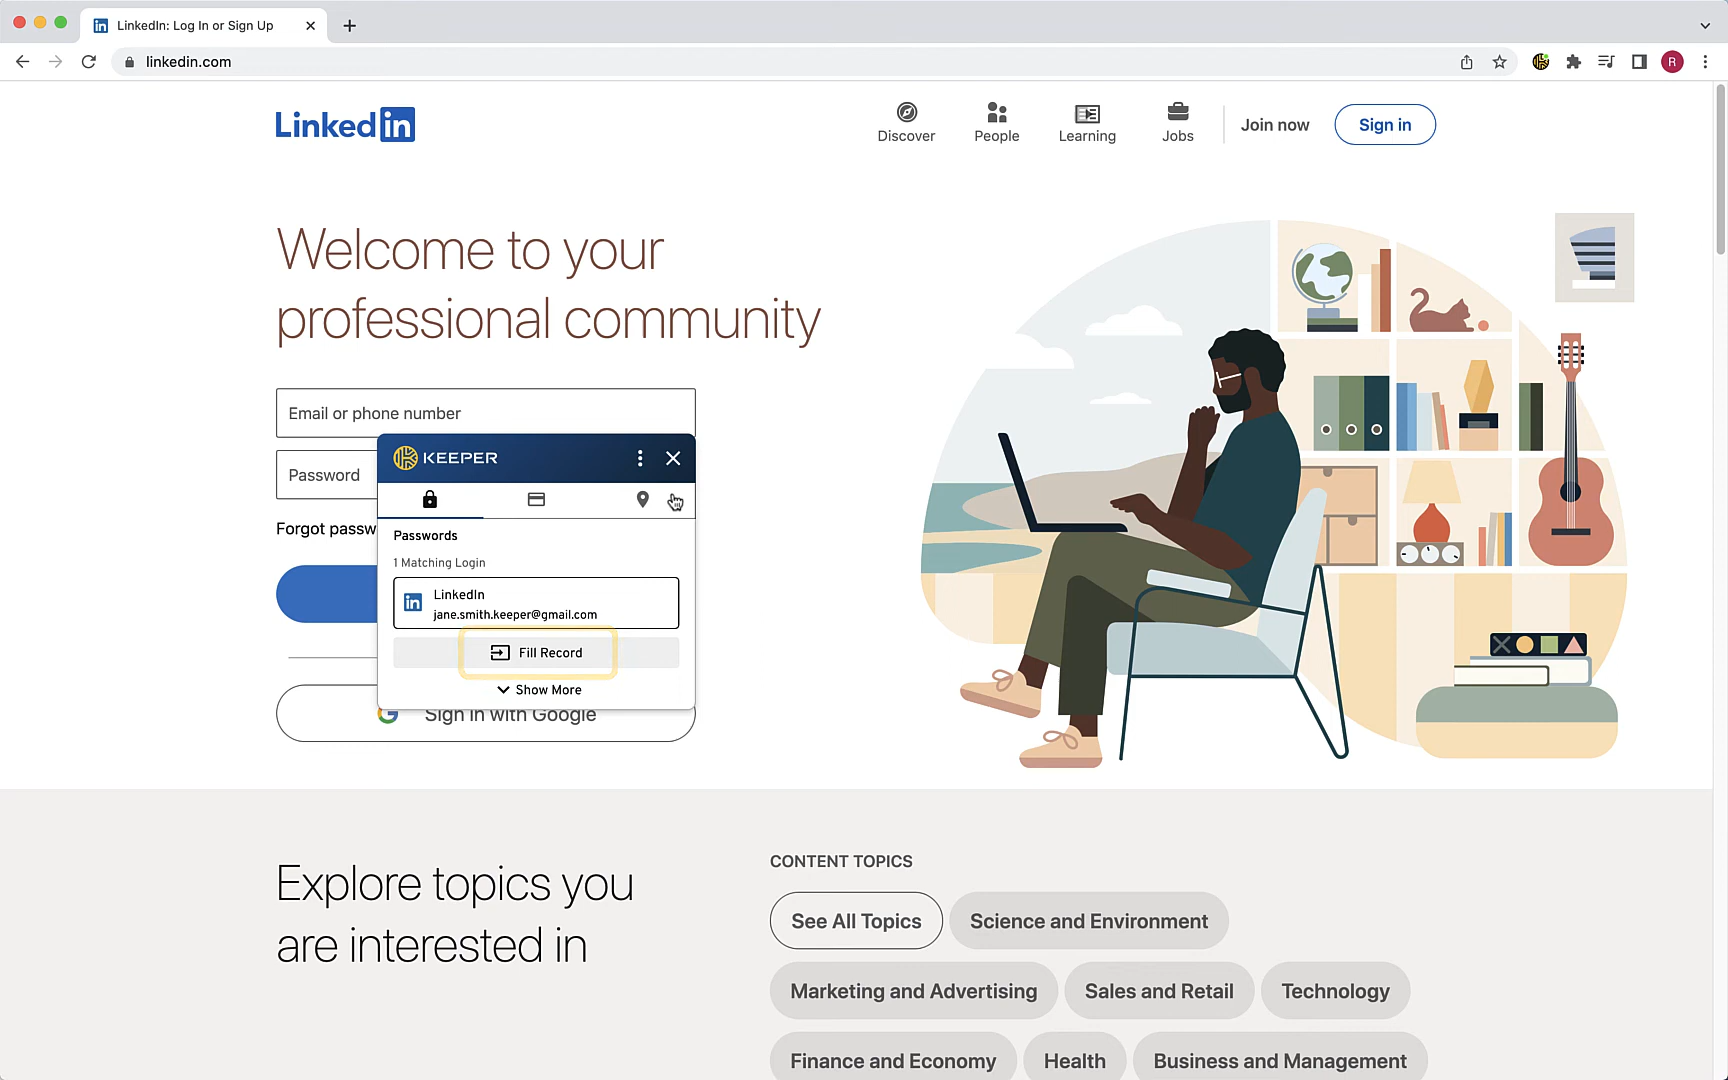 LinkedIn: Log In or Sign Up
linkedin.com
R
Linked in
Discover
People
Learning
Jobs
Join now
Sign in
Welcome to your
professional community
Email or phone number
Password
Forgot passw
KEEPER
Passwords
1 Matching Login
LinkedIn
jane.smith.keeper@gmail.com
Fill Record
Show More
Sign in with Google
Explore topics you
are interested in
CONTENT TOPICS
See All Topics
Science and Environment
Marketing and Advertising
Sales and Retail
Technology
Finance and Economy
Health
Business and Management